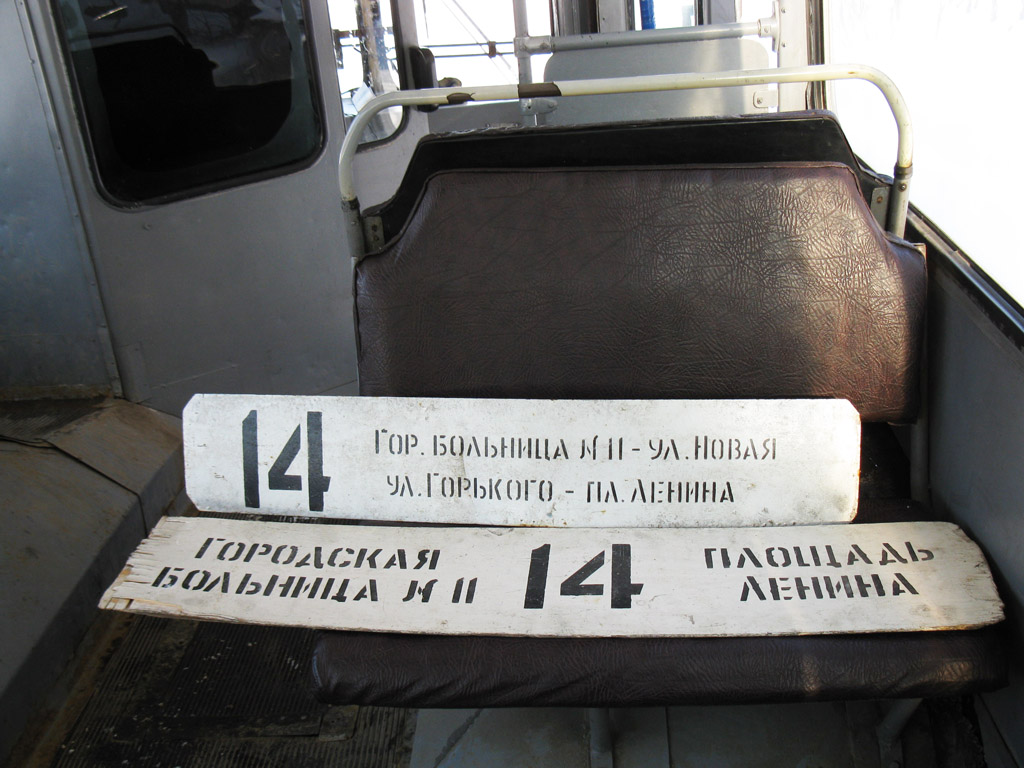 14 ГОР. БОЛЬНИЦА № 11 - УЛ. НОВАЯ
УЛ. ГОРЬКОГО - ПЛ. ЛЕНИНА
ГОРОДСКАЯ
БОЛЬНИЦА № 11
14
ПЛОЩАДЬ
ЛЕНИНА